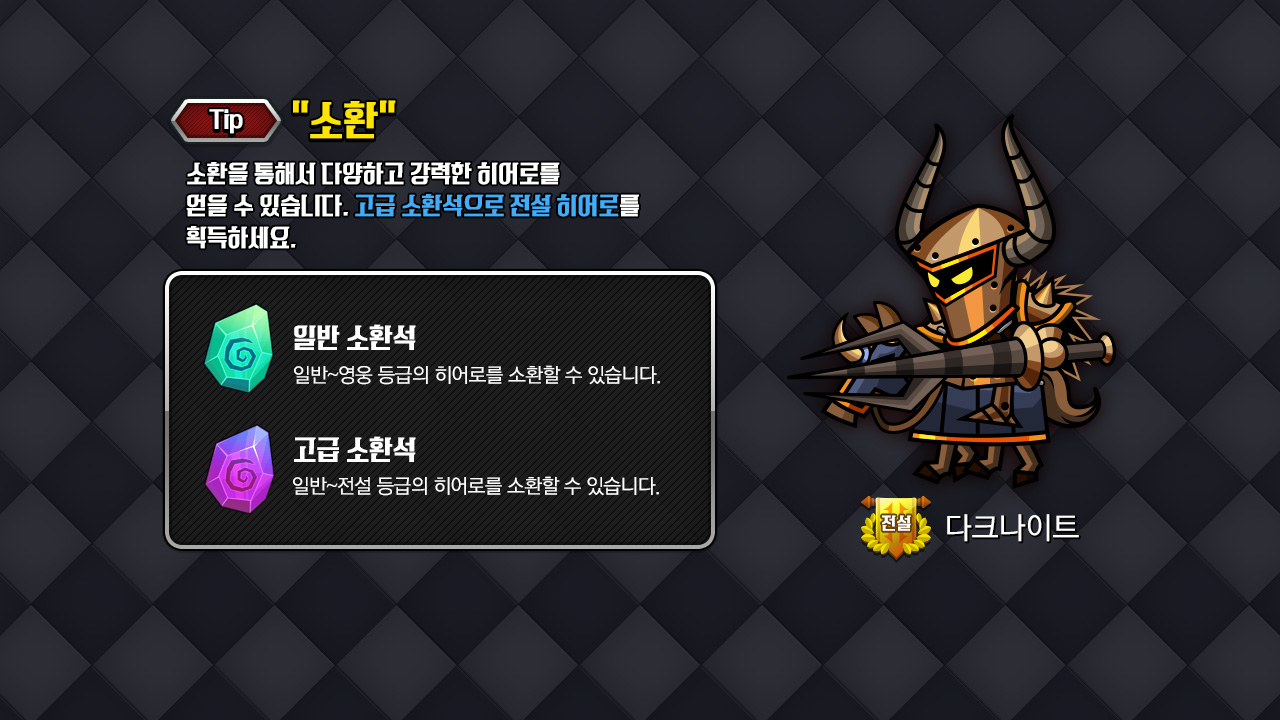 Tip "소환"
소환을 통해서 다양하고 강력한 히어로를
얻을 수 있습니다. 고급 소환석으로 전설 히어로를
획득하세요.
일반 소환석
일반~영웅 등급의 히어로를 소환할 수 있습니다.
고급 소환석
일반~전설 등급의 히어로를 소환할 수 있습니다.
전설 다크나이트